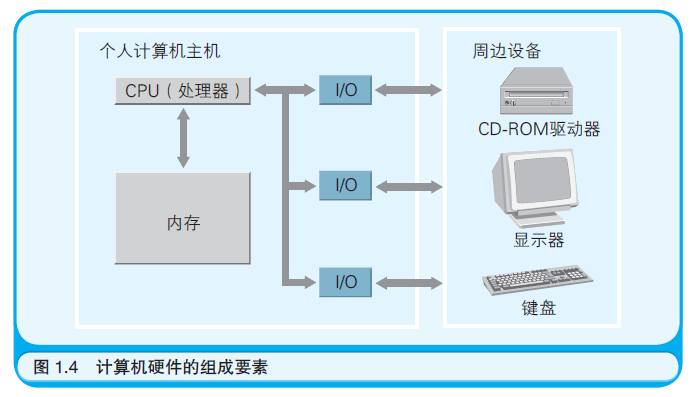 个人计算机主机
周边设备
CPU（处理器）
I/O
CD-ROM驱动器
I/O
内存
显示器
I/O
键盘
图 1.4 计算机硬件的组成要素